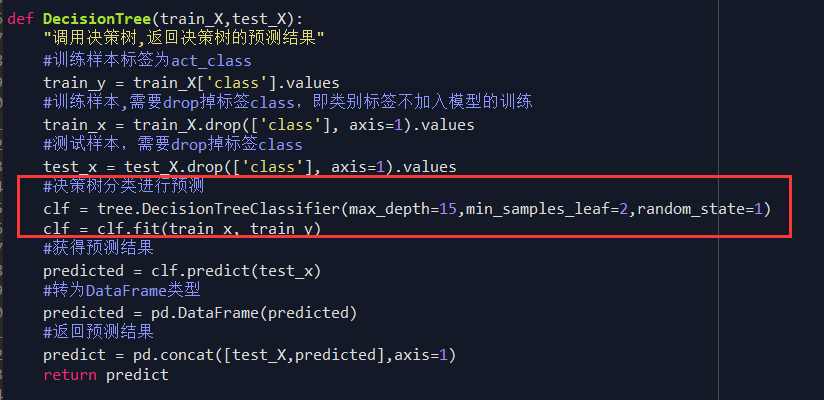 def DecisionTree(train_X,test_X):
"调用决策树,返回决策树的预测结果"
#训练样本标签为act_class
train_y = train_X['class'].values
#训练样本,需要drop掉标签class，即类别标签不加入模型的训练
train_x = train_X.drop(['class'], axis=1).values
#测试样本，需要drop掉标签class
test_x = test_X.drop(['class'], axis=1).values
#决策树分类进行预测
clf = tree.DecisionTreeClassifier(max_depth=15,min_samples_leaf=2,random_state=1)
clf = clf.fit(train_x, train_y)
#获得预测结果
predicted = clf.predict(test_x)
#转为DataFrame类型
predicted = pd.DataFrame(predicted)
#返回预测结果
predict = pd.concat([test_X,predicted],axis=1)
return predict